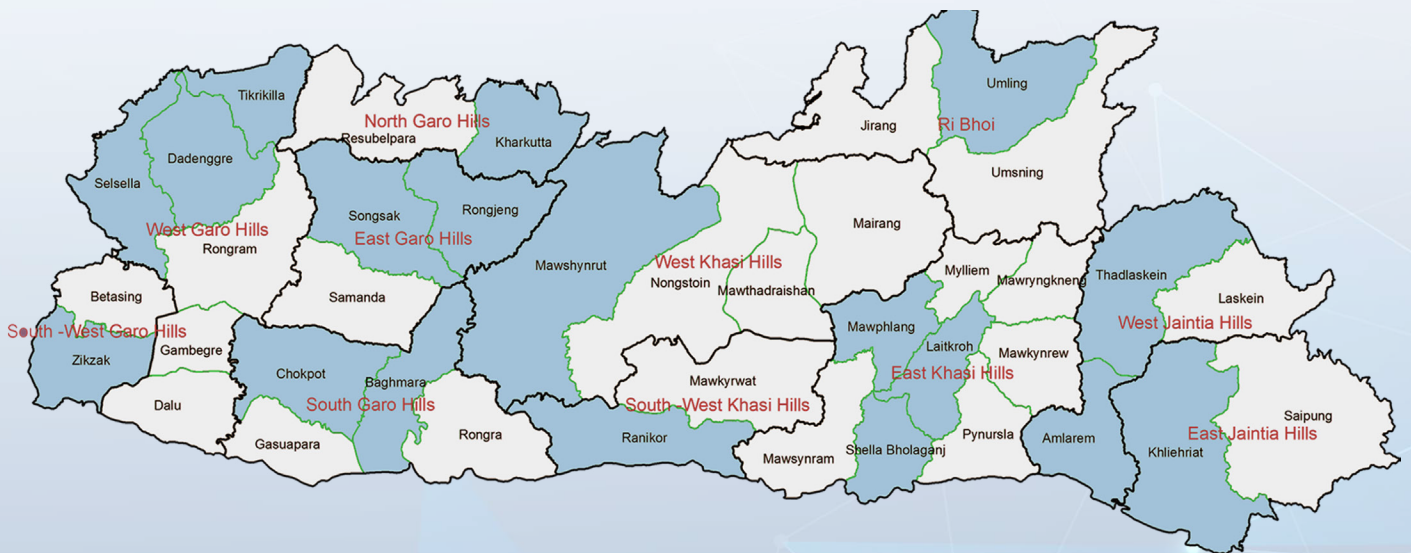 Umling
Tikrikilla
North Garo Hills
Jirang
Ri Bhoi
Resubelpara
Kharkutta
Dadenggre
Umsning
Selsella
Songsak
Rongjeng
Mairang
West Garo Hills
East Garo Hills
Rongram
West Khasi Hills
Mawshynrut
Mylliem
Thadlaskein
Nongstoin
Mawryngkneng
Mawthadraishan
Betasing
Samanda
Laskein
South -West Garo Hills
West Jaintia Hills
Mawphlang
Zikzak
Gambegre
Laitkroh
Mawkynrew
Chokpot
Baghmara
East Khasi Hills
Mawkyrwat
Dalu
South Garo Hills
South -West Khasi Hills
Saipung
Gasuapara
Rongra
Ranikor
Pynursla
Amlarem
East Jaintia Hills
Shella Bholaganj
Khliehriat
Mawsynram